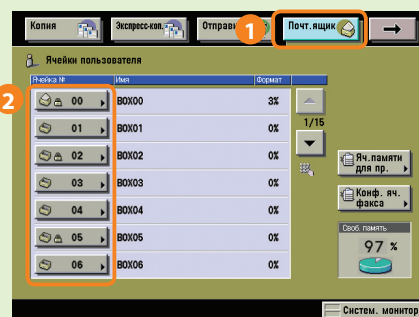 Копия Экспресс-коп. Отправи 1 Почт.ящик →
Ячейки пользователя
Ячейка № Имя Формат
2
00 BOX00 3%
01 BOX01 0% 1/15
02 BOX02 0% Яч.памяти для пр.
03 BOX03 0% Конф. яч. факса
04 BOX04 0% Своб. память
05 BOX05 0% 97 %
06 BOX06 0%
Систем. монитор